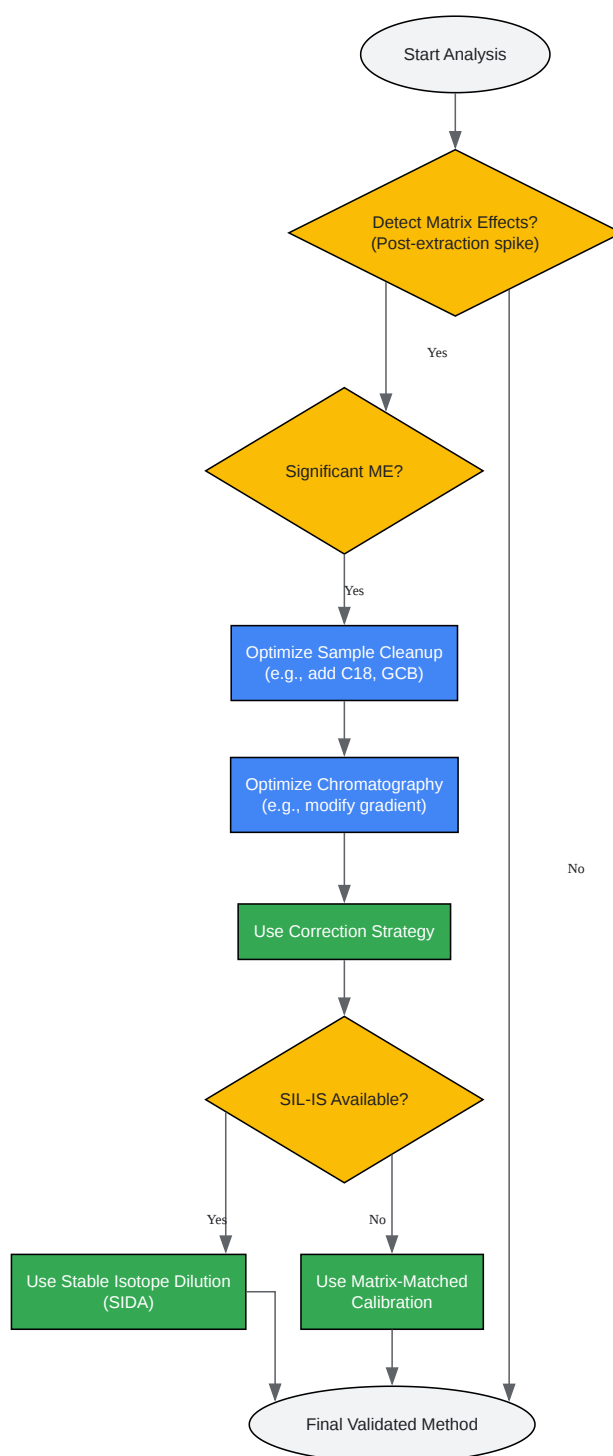 Start Analysis
Detect Matrix Effects?
(Post-extraction spike)
Yes
Significant ME?
Yes
Optimize Sample Cleanup
(e.g., add C18, GCB)
Optimize Chromatography
(e.g., modify gradient)
No
Use Correction Strategy
SIL-IS Available?
Yes
No
Use Stable Isotope Dilution
(SIDA)
Use Matrix-Matched
Calibration
Final Validated Method